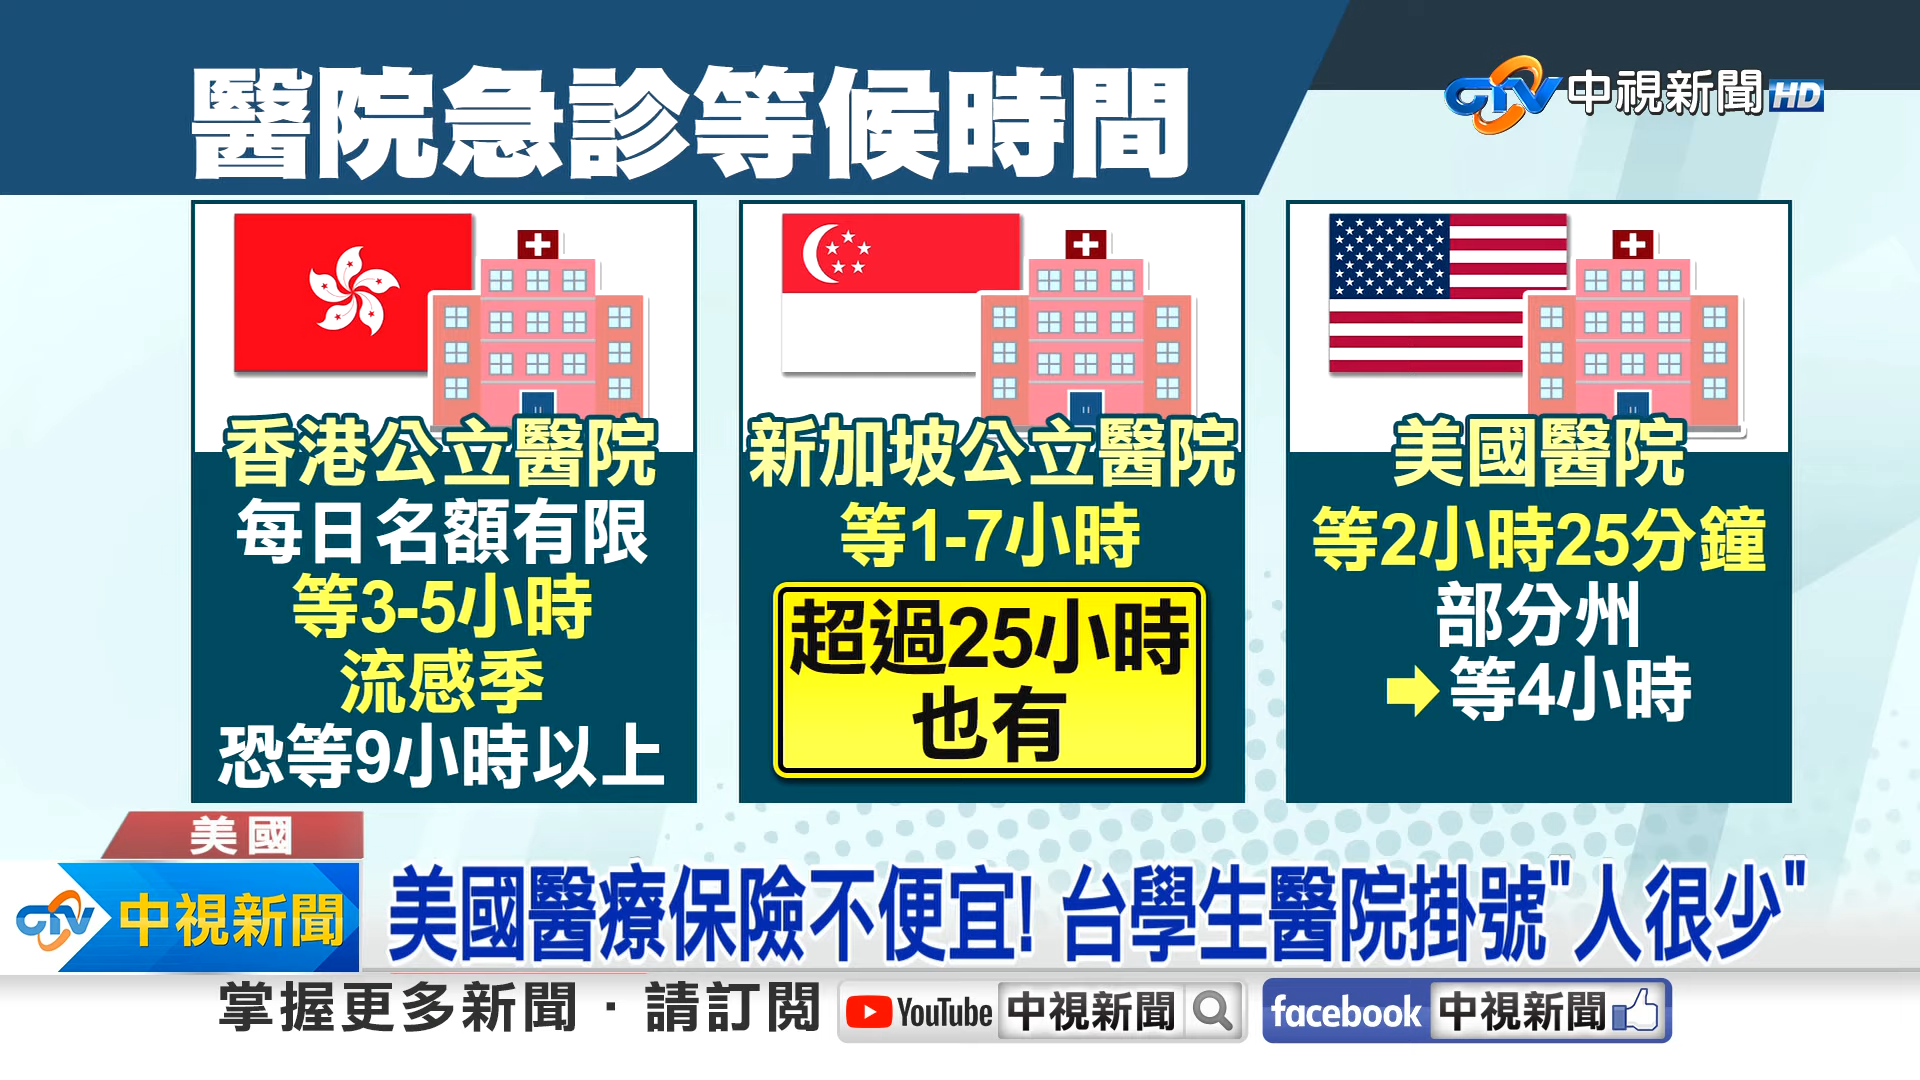 醫院急診等候時間
CTV 中視新聞 HD
香港公立醫院
每日名額有限
等3-5小時
流感季
恐等9小時以上
新加坡公立醫院
等1-7小時
超過25小時
也有
美國醫院
等2小時25分鐘
部分州
等4小時
美國
CTV 中視新聞
美國醫療保險不便宜! 台學生醫院掛號"人很少"
掌握更多新聞·請訂閱 YouTube 中視新聞 facebook 中視新聞